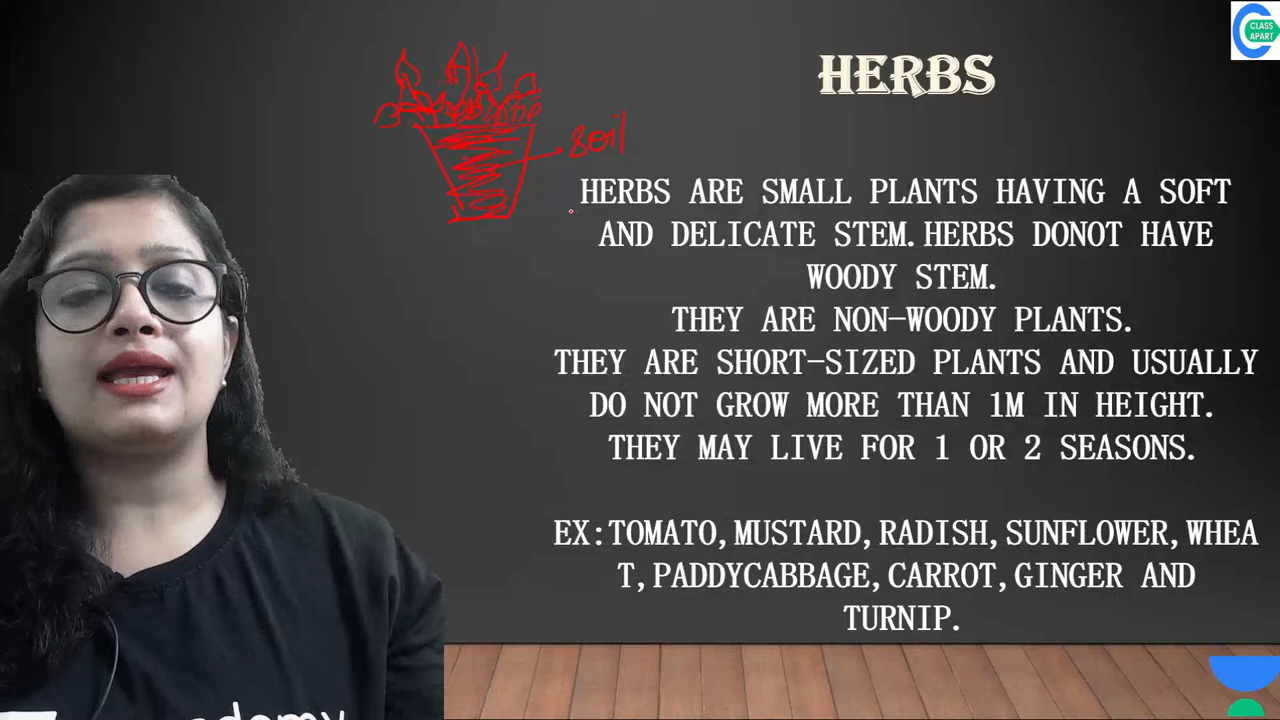 CLASS
APART
HERBS
soil
HERBS ARE SMALL PLANTS HAVING A SOFT
AND DELICATE STEM.HERBS DONOT HAVE
WOODY STEM.
THEY ARE NON-WOODY PLANTS.
THEY ARE SHORT-SIZED PLANTS AND USUALLY
DO NOT GROW MORE THAN 1M IN HEIGHT.
THEY MAY LIVE FOR 1 OR 2 SEASONS.
EX:TOMATO,MUSTARD,RADISH,SUNFLOWER,WHEA
T,PADDYCABBAGE,CARROT,GINGER AND
TURNIP.